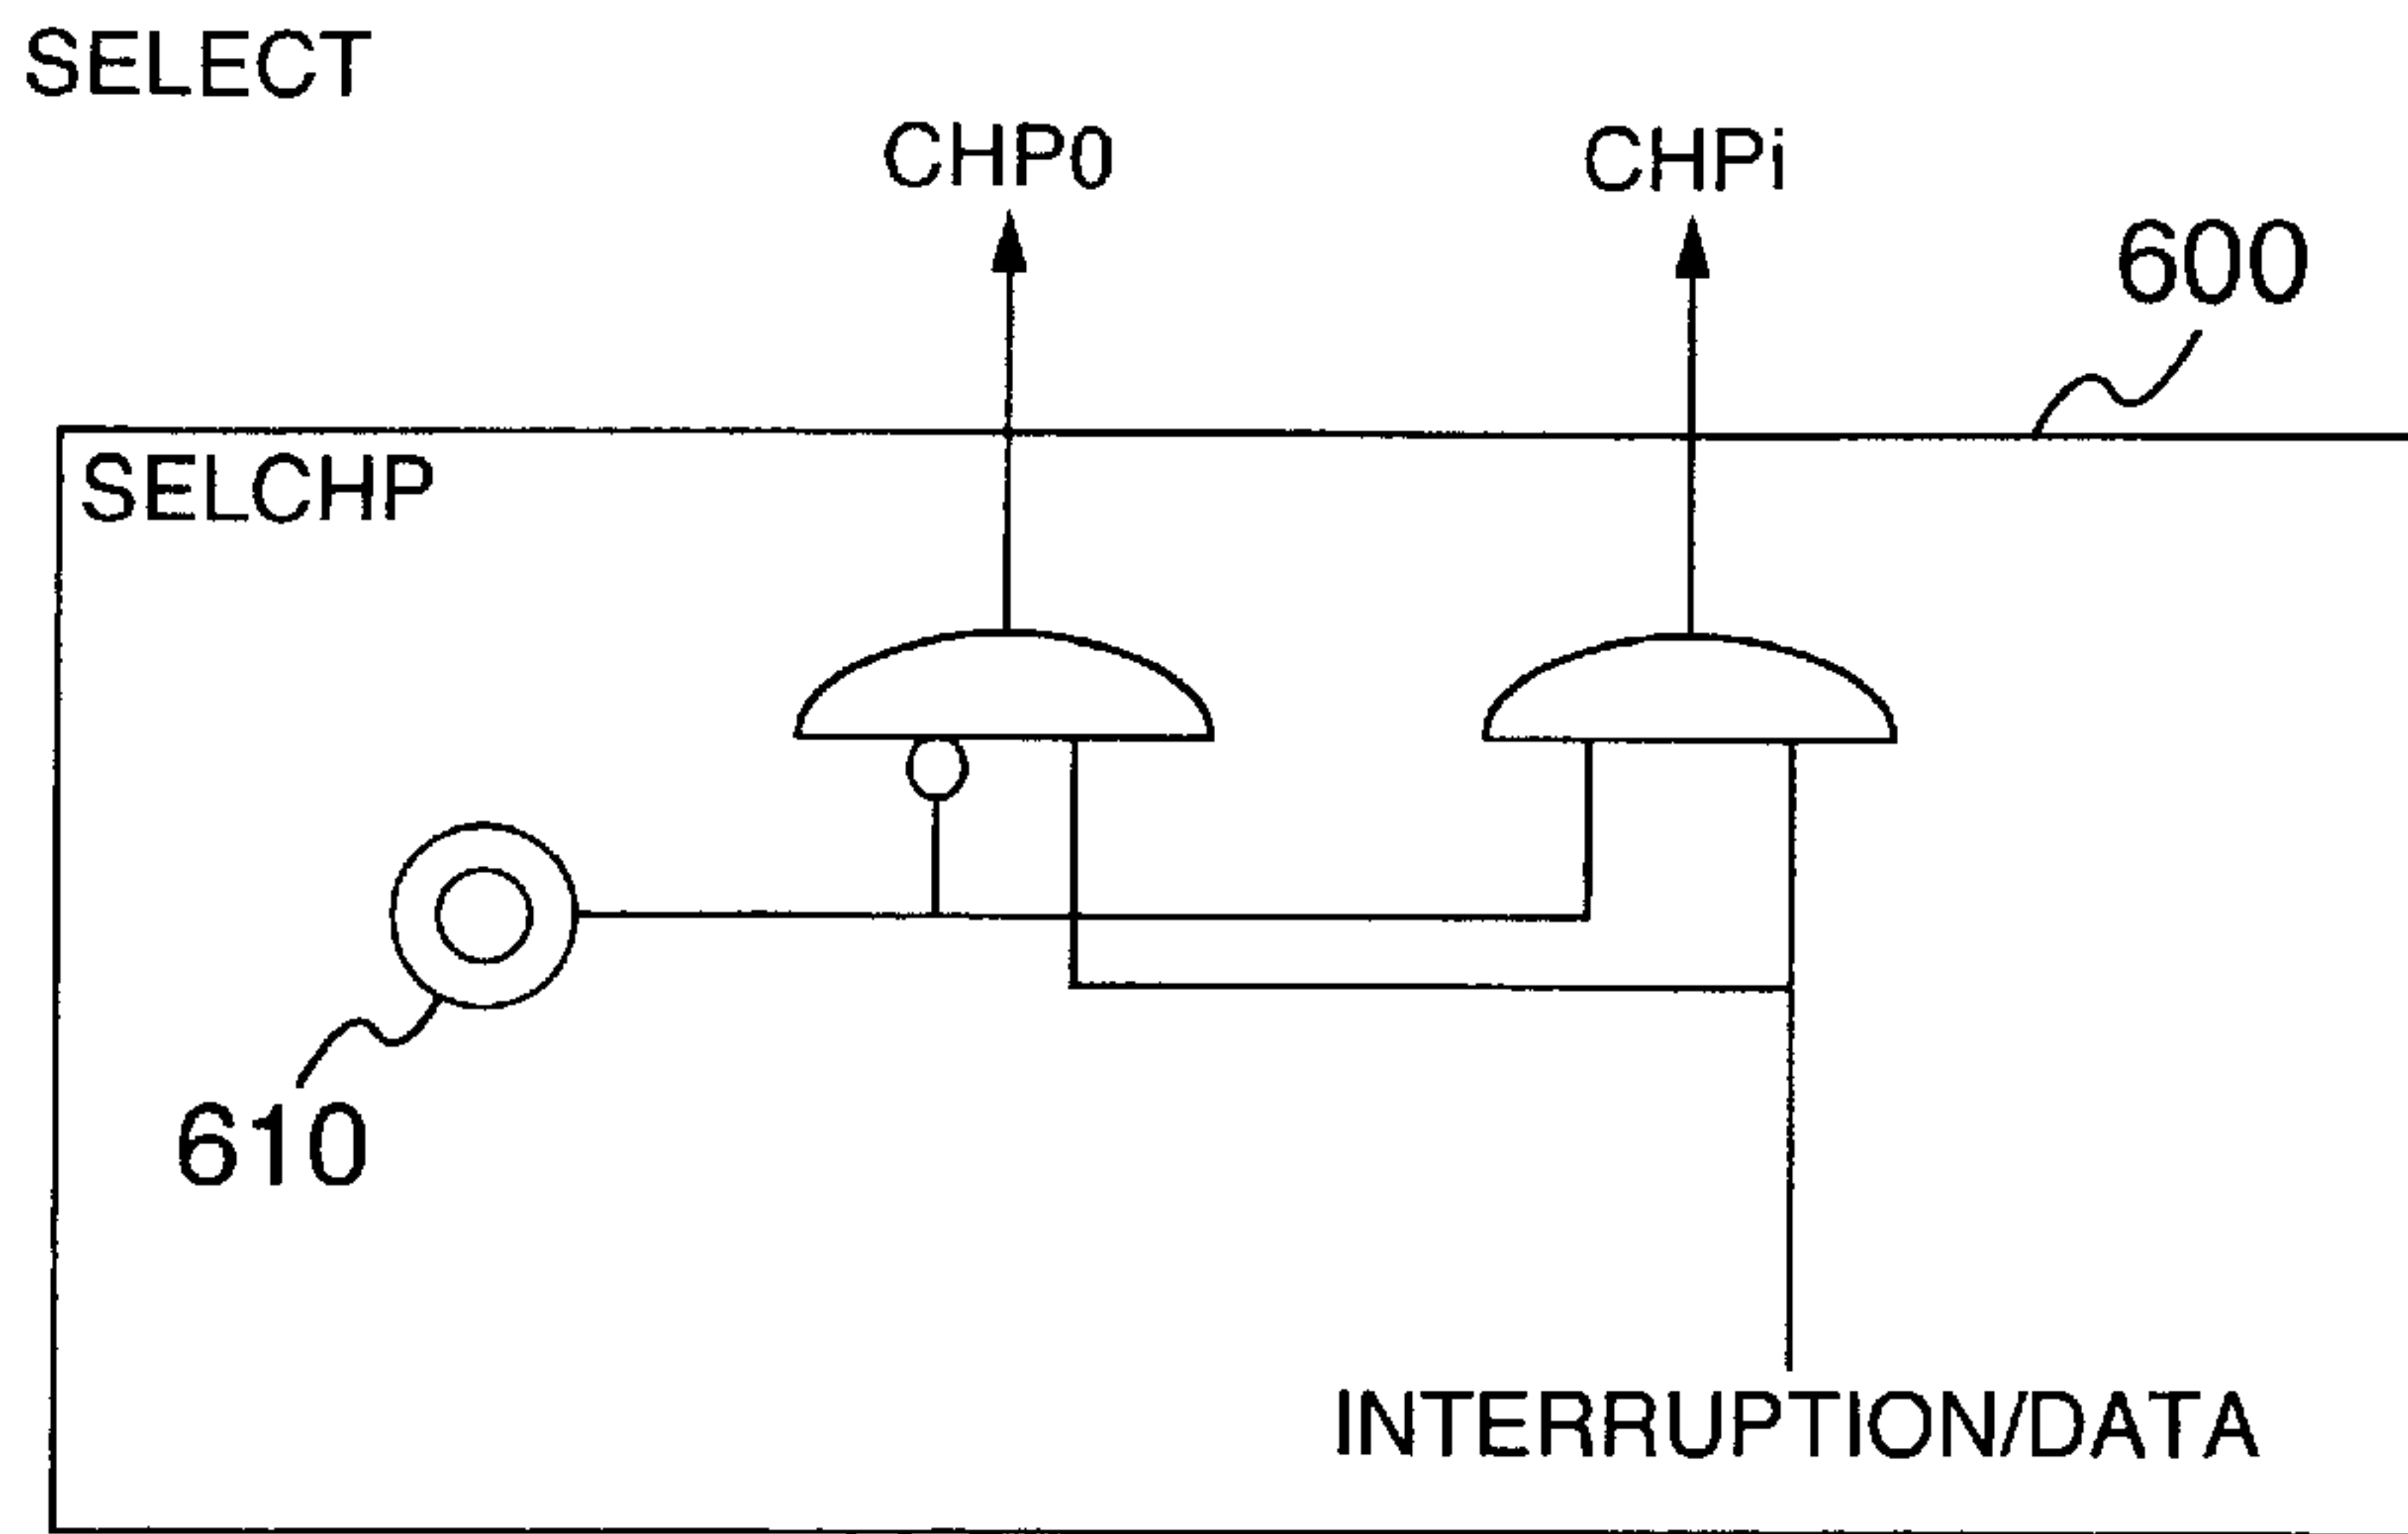 SELECT
CHP0
CHPi
600
SELCHP
610
INTERRUPTION/DATA